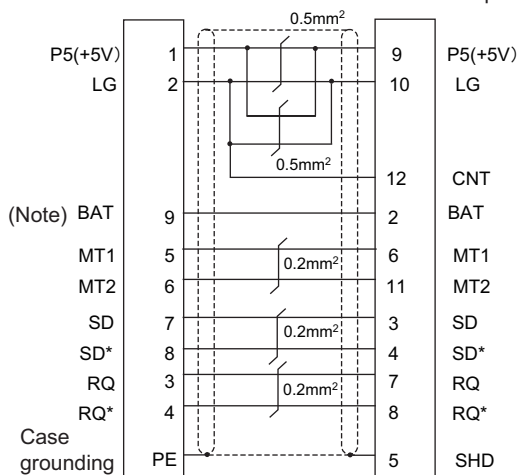 0.5mm²
P5(+5V) 1 9 P5(+5V)
LG 2 10 LG
0.5mm²
12 CNT
(Note) BAT 9 2 BAT
MT1 5 6 MT1
0.2mm²
MT2 6 11 MT2
SD 7 3 SD
0.2mm²
SD* 8 4 SD*
RQ 3 7 RQ
0.2mm²
RQ* 4 8 RQ*
Case
grounding PE 5 SHD